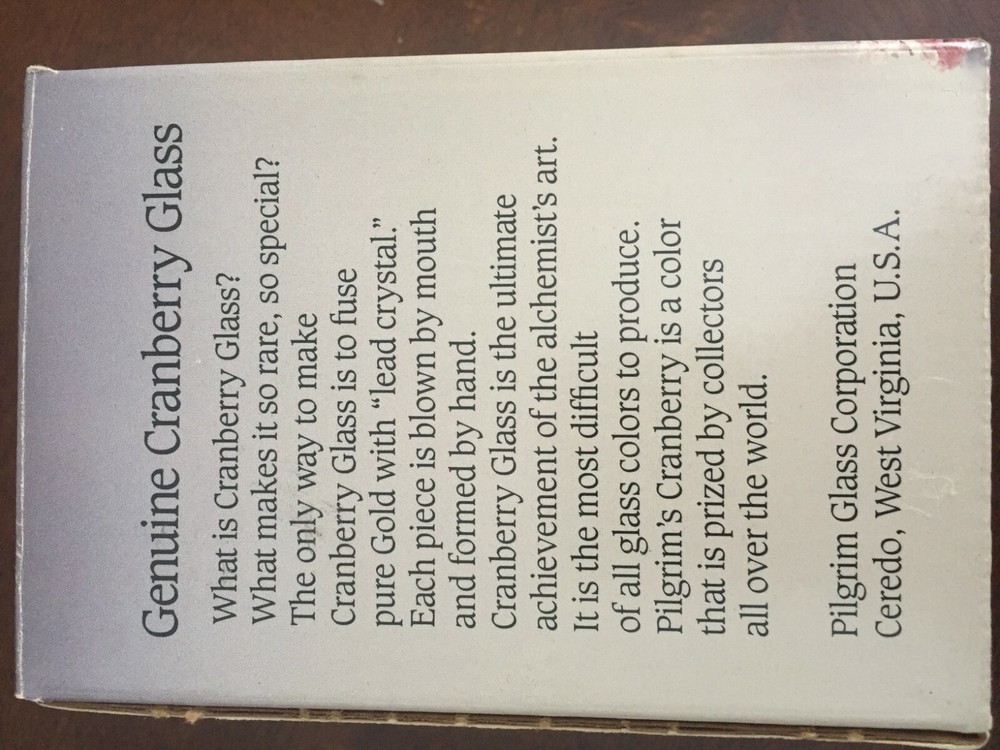 Genuine Cranberry Glass
What is Cranberry Glass?
What makes it so rare, so special?
The only way to make
Cranberry Glass is to fuse
pure Gold with “lead crystal.”
Each piece is blown by mouth
and formed by hand.
Cranberry Glass is the ultimate
achievement of the alchemist’s art.
It is the most difficult
of all glass colors to produce.
Pilgrim’s Cranberry is a color
that is prized by collectors
all over the world.
Pilgrim Glass Corporation
Ceredo, West Virginia, U.S.A.